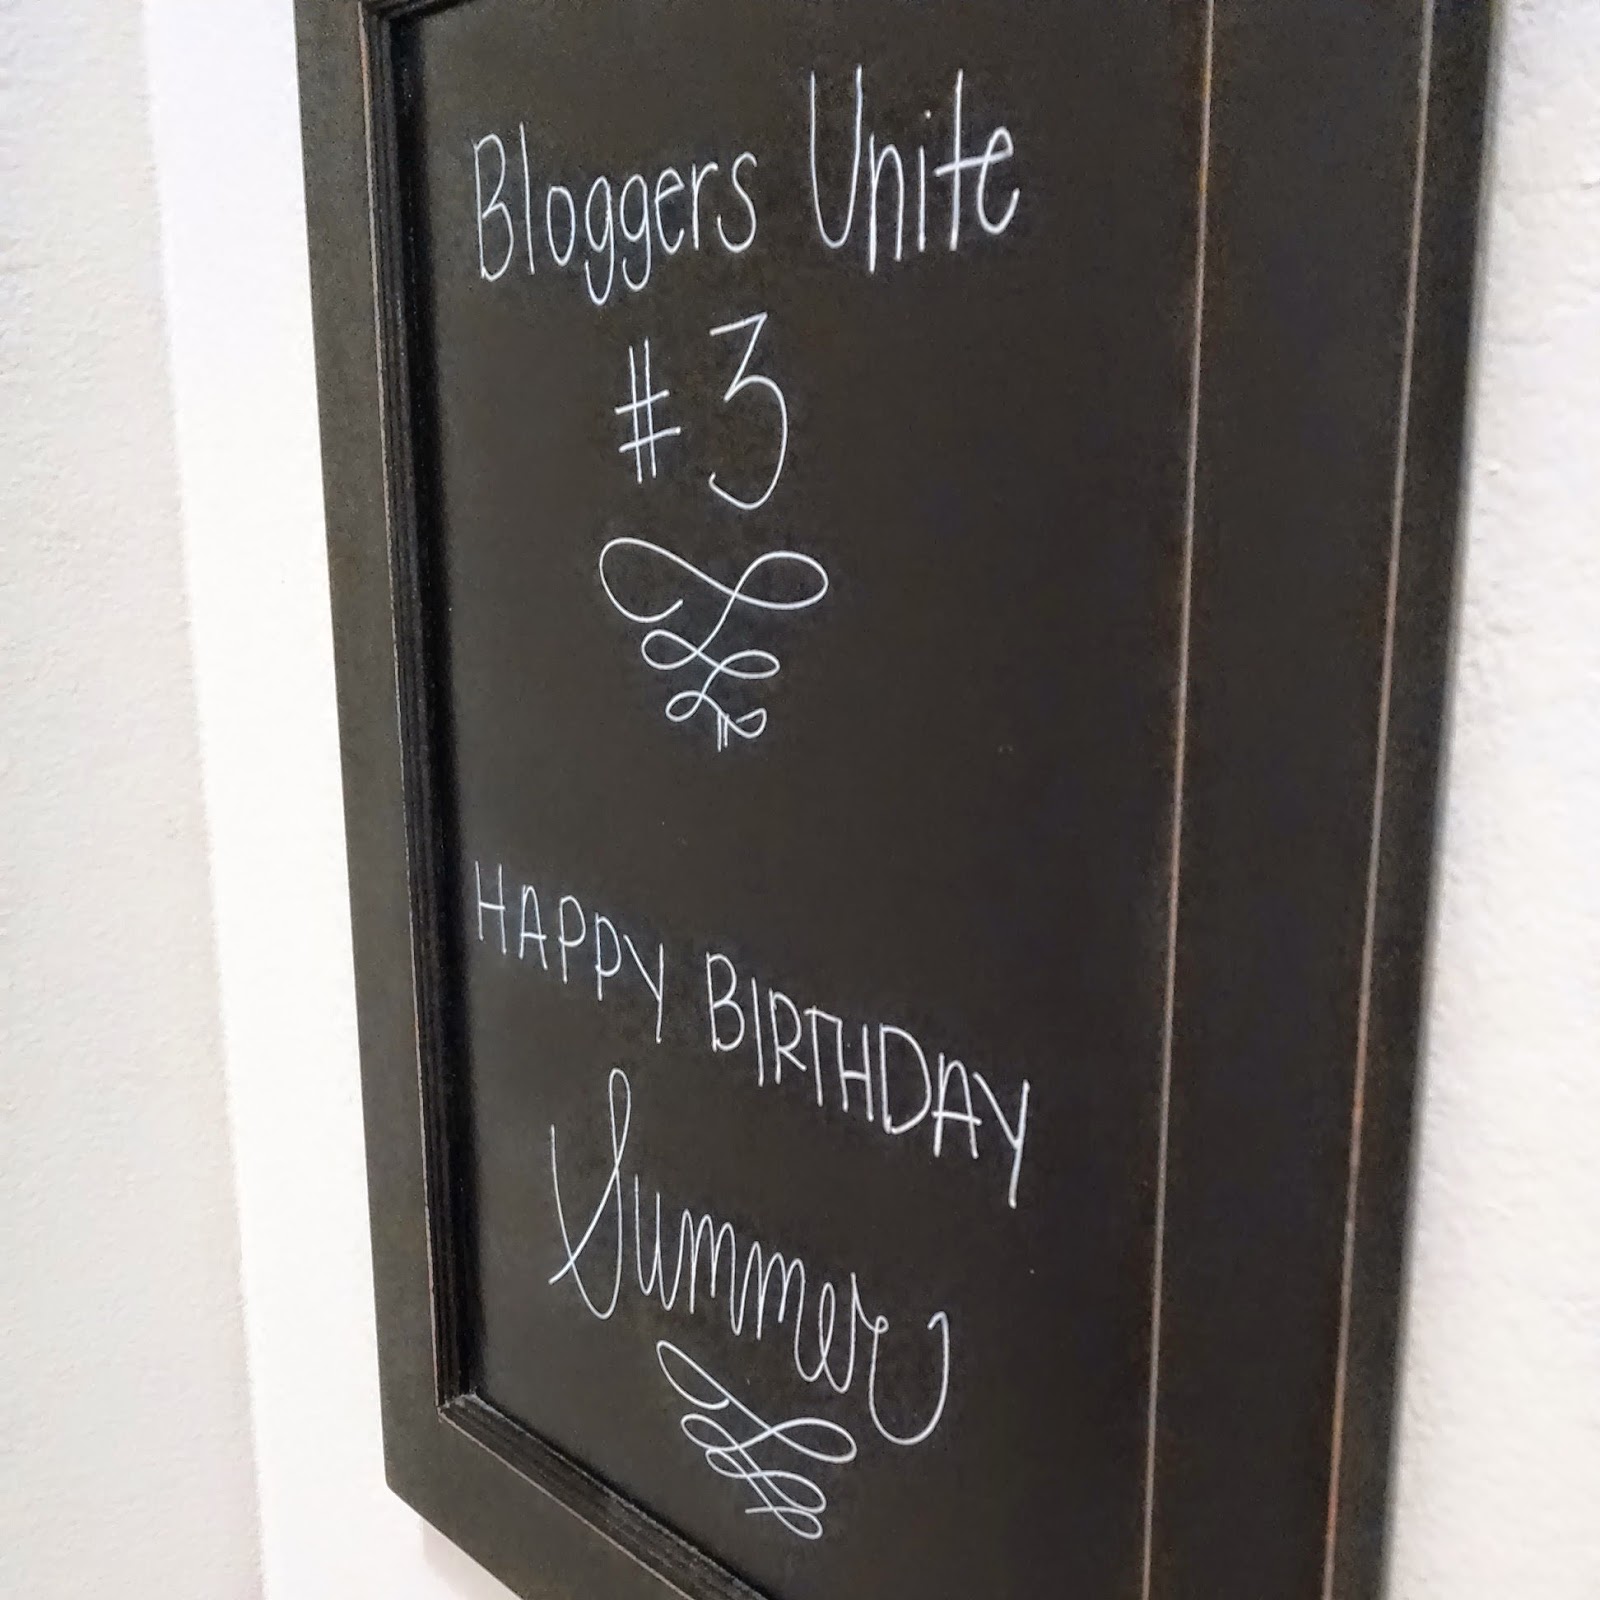 Bloggers Unite
#3
HAPPY BIRTHDAY
Summer